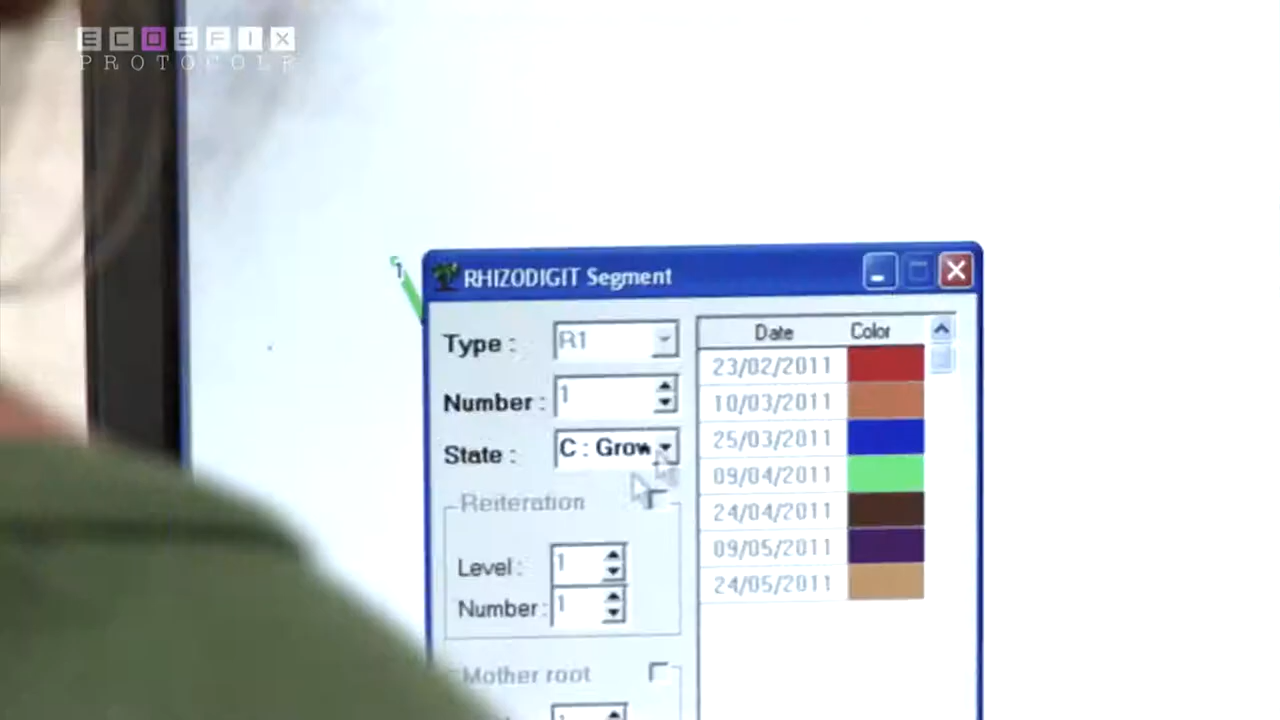 ECOSFIX
PROTOCOLE
1
RHIZODIGIT Segment
Type : R1
Number : 1
State : C : Grow
Reiteration
Level : 1
Number : 1
Mother root
Date Color
23/02/2011
10/03/2011
25/03/2011
09/04/2011
24/04/2011
09/05/2011
24/05/2011